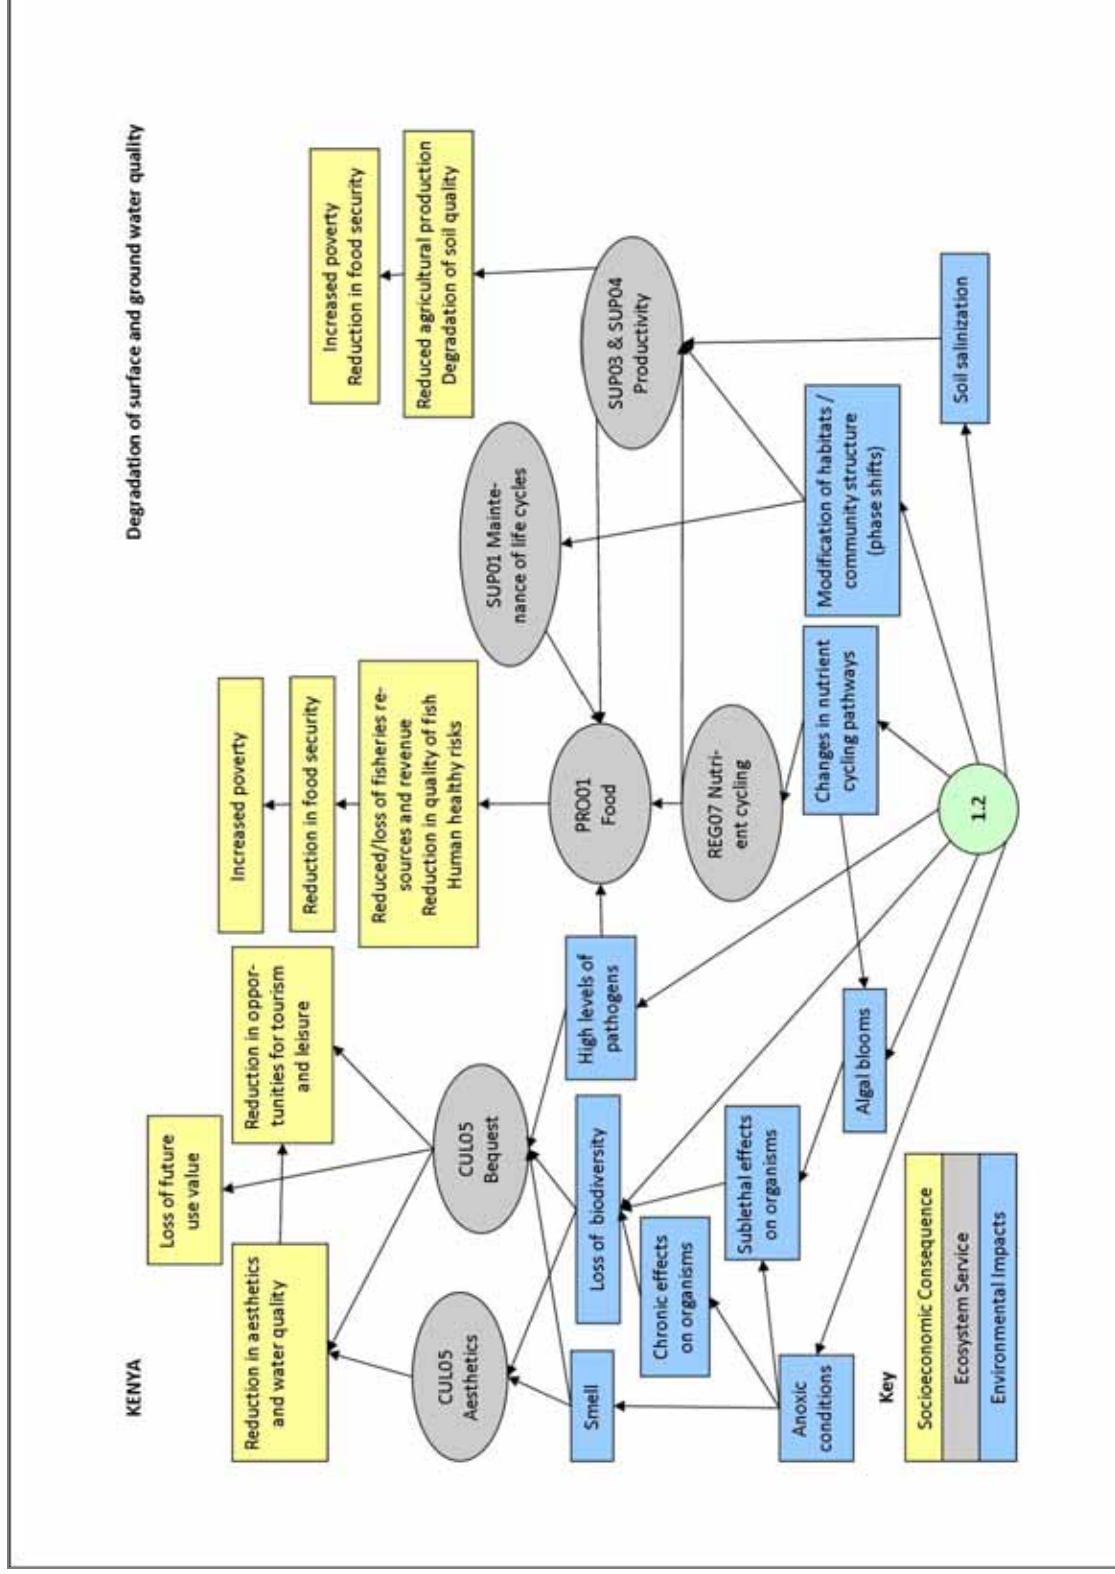 KENYA
Degradation of surface and ground water quality
Loss of future
use value
Reduction in aesthetics
and water quality
Reduction in oppor-
tunities for tourism
and leisure
Increased poverty
Reduction in food security
Reduced/loss of fisheries re-
sources and revenue
Reduction in quality of fish
Human healthy risks
Increased poverty
Reduction in food security
Reduced agricultural production
Degradation of soil quality
CUL05
Aesthetics
CUL05
Bequest
PRO01
Food
SUP01 Mainte-
nance of life cycles
SUP03 & SUP04
Productivity
REG07 Nutri-
ent cycling
Smell
Loss of biodiversity
High levels of
pathogens
Chronic effects
on organisms
Sublethal effects
on organisms
Anoxic
conditions
Algal blooms
Changes in nutrient
cycling pathways
Modification of habitats /
community structure
(phase shifts)
Soil salinization
1.2
Key
Socioeconomic Consequence
Ecosystem Service
Environmental Impacts